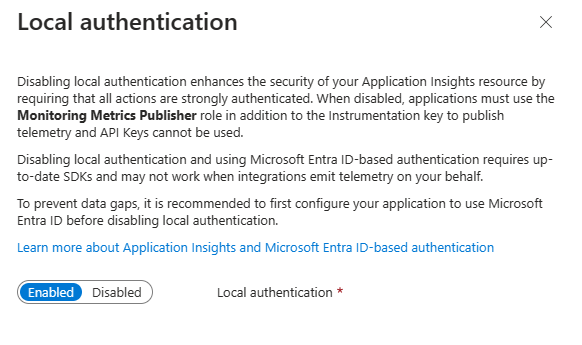 Local authentication
Disabling local authentication enhances the security of your Application Insights resource by
requiring that all actions are strongly authenticated. When disabled, applications must use the
Monitoring Metrics Publisher role in addition to the Instrumentation key to publish
telemetry and API Keys cannot be used.
Disabling local authentication and using Microsoft Entra ID-based authentication requires up-
to-date SDKs and may not work when integrations emit telemetry on your behalf.
To prevent data gaps, it is recommended to first configure your application to use Microsoft
Entra ID before disabling local authentication.
Learn more about Application Insights and Microsoft Entra ID-based authentication
Enabled Disabled Local authentication *